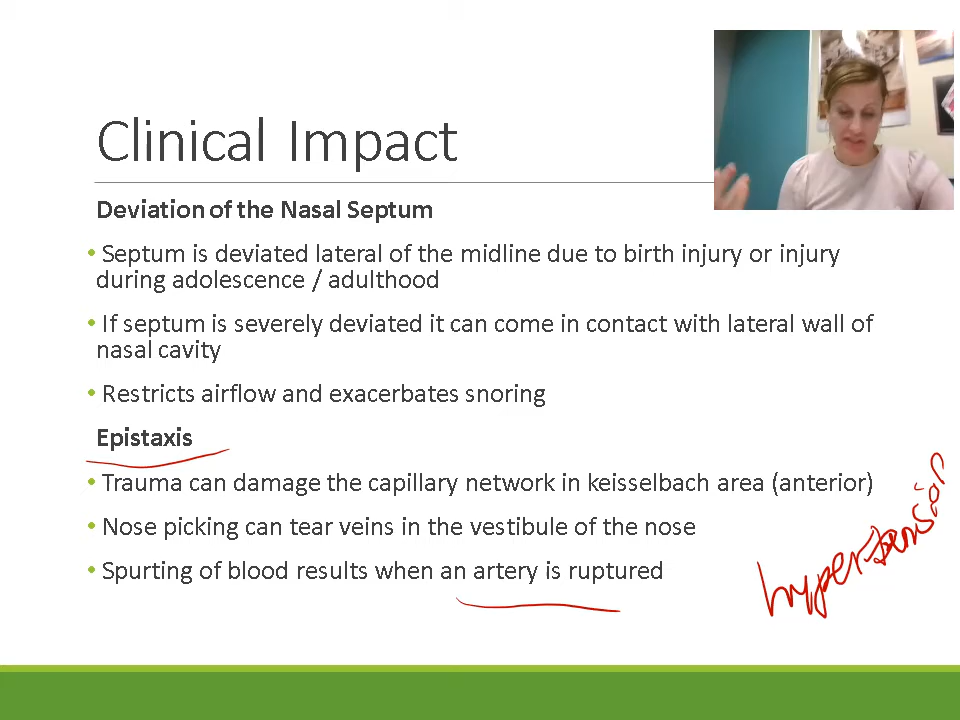 Clinical Impact
Deviation of the Nasal Septum
• Septum is deviated lateral of the midline due to birth injury or injury
during adolescence / adulthood
• If septum is severely deviated it can come in contact with lateral wall of
nasal cavity
• Restricts airflow and exacerbates snoring
Epistaxis
• Trauma can damage the capillary network in keisselbach area (anterior)
• Nose picking can tear veins in the vestibule of the nose
• Spurting of blood results when an artery is ruptured
hypertension